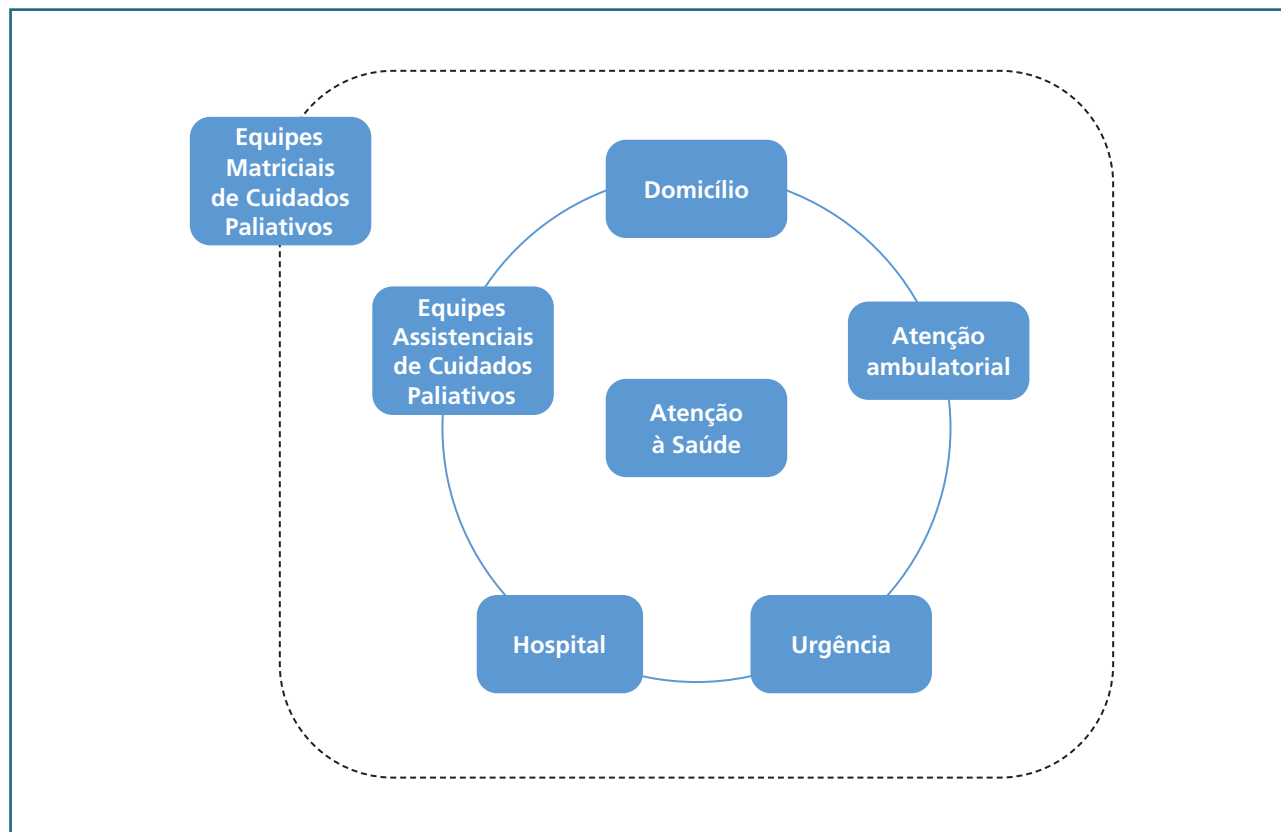 Equipes
Matriciais
de Cuidados
Paliativos
Domicílio
Equipes
Assistenciais
de Cuidados
Paliativos
Atenção
ambulatorial
Atenção
à Saúde
Hospital
Urgência